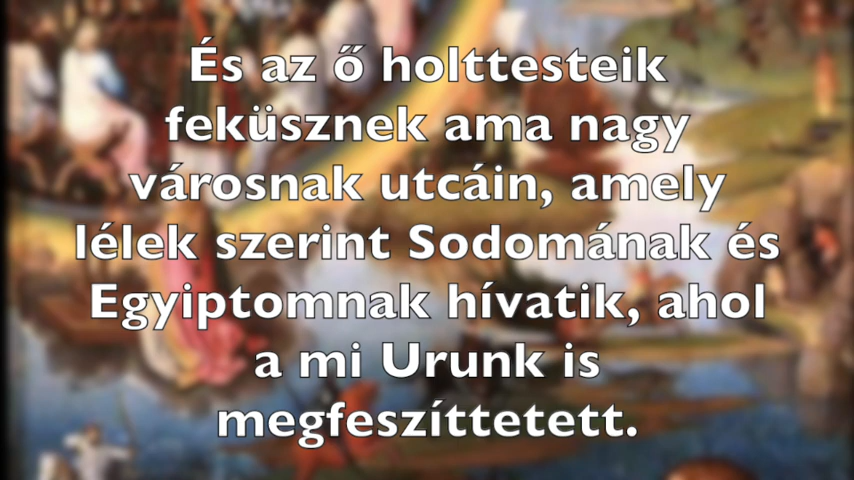 És az ő holttesteik
feküsznek ama nagy
városnak utcáin, amely
lélek szerint Sodomának és
Egyiptomnak hívatik, ahol
a mi Urunk is
megfeszíttetett.